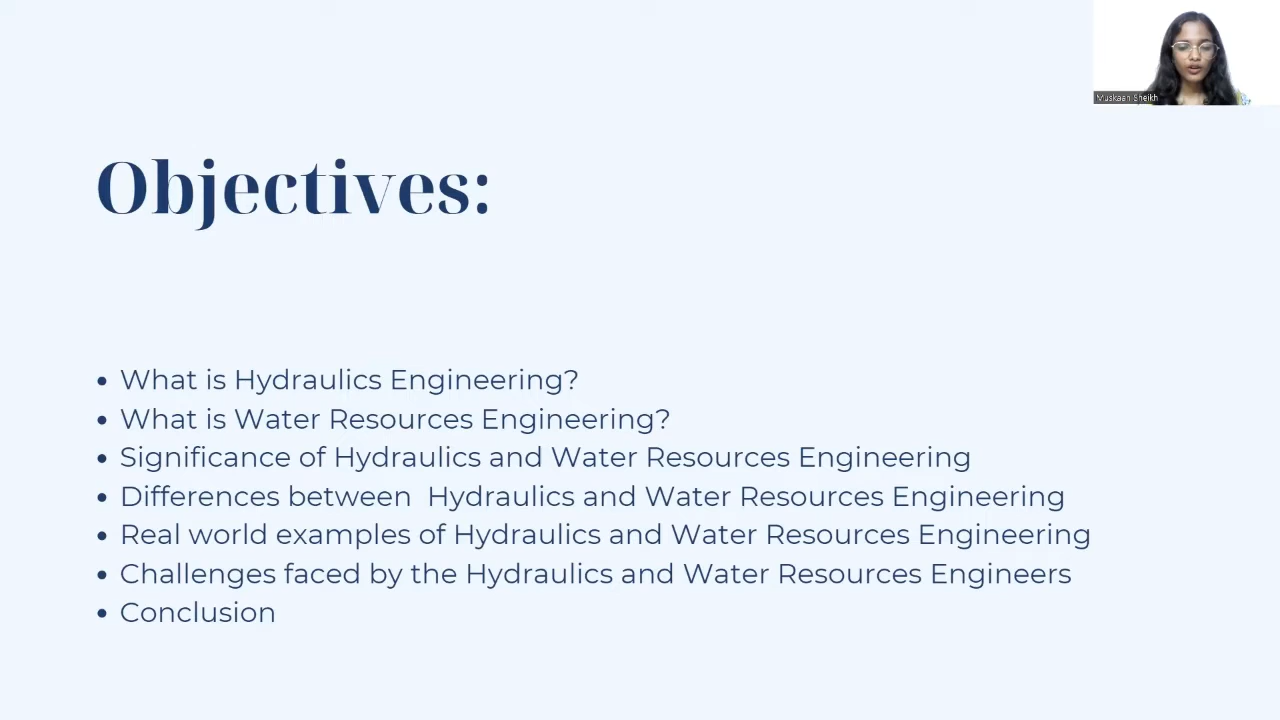 Muskaan Sheikh
Objectives:
What is Hydraulics Engineering?
What is Water Resources Engineering?
Significance of Hydraulics and Water Resources Engineering
Differences between  Hydraulics and Water Resources Engineering
Real world examples of Hydraulics and Water Resources Engineering
Challenges faced by the Hydraulics and Water Resources Engineers
Conclusion